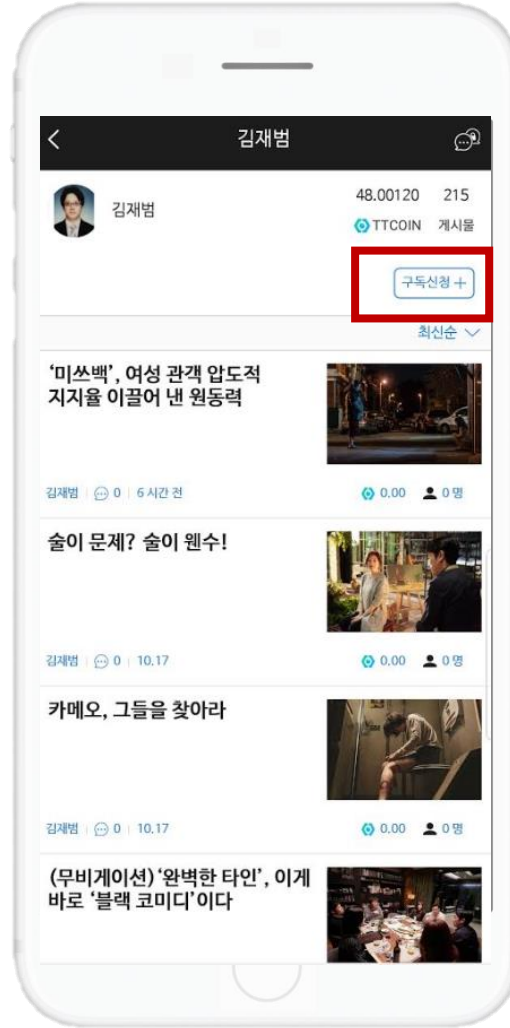 김재범
김재범
48.00120 215
TTCOIN 게시물
구독신청 +
최신순
‘미쓰백’, 여성 관객 압도적
지지율 이끌어 낸 원동력
김재범 0 6 시간 전
0.00 0 명
술이 문제? 술이 웬수!
김재범 0 10.17
0.00 0 명
카메오, 그들을 찾아라
김재범 0 10.17
0.00 0 명
(무비게이션) ‘완벽한 타인’, 이게
바로 ‘블랙 코미디’이다